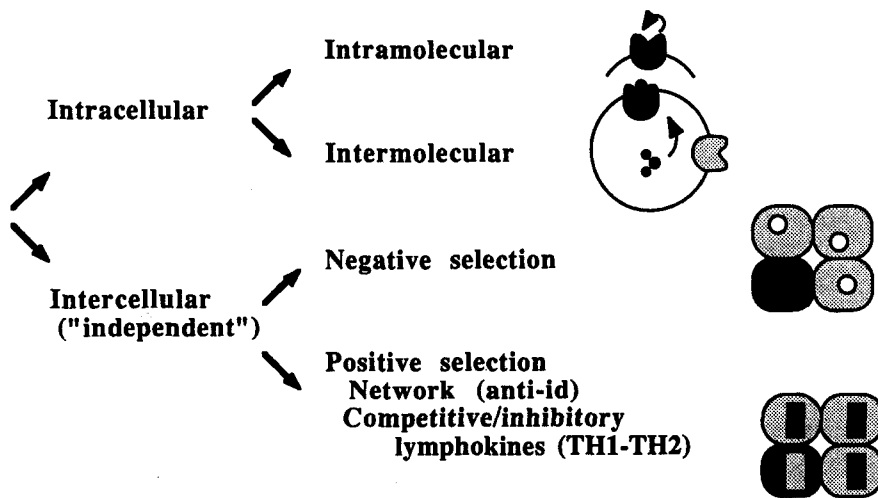 Intramolecular
Intracellular
Intermolecular
Negative selection
Intercellular
("independent")
Positive selection
Network (anti-id)
Competitive/inhibitory
lymphokines (TH1-TH2)